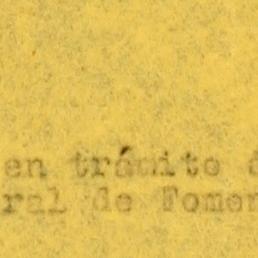 en trámite
ral de Fomen